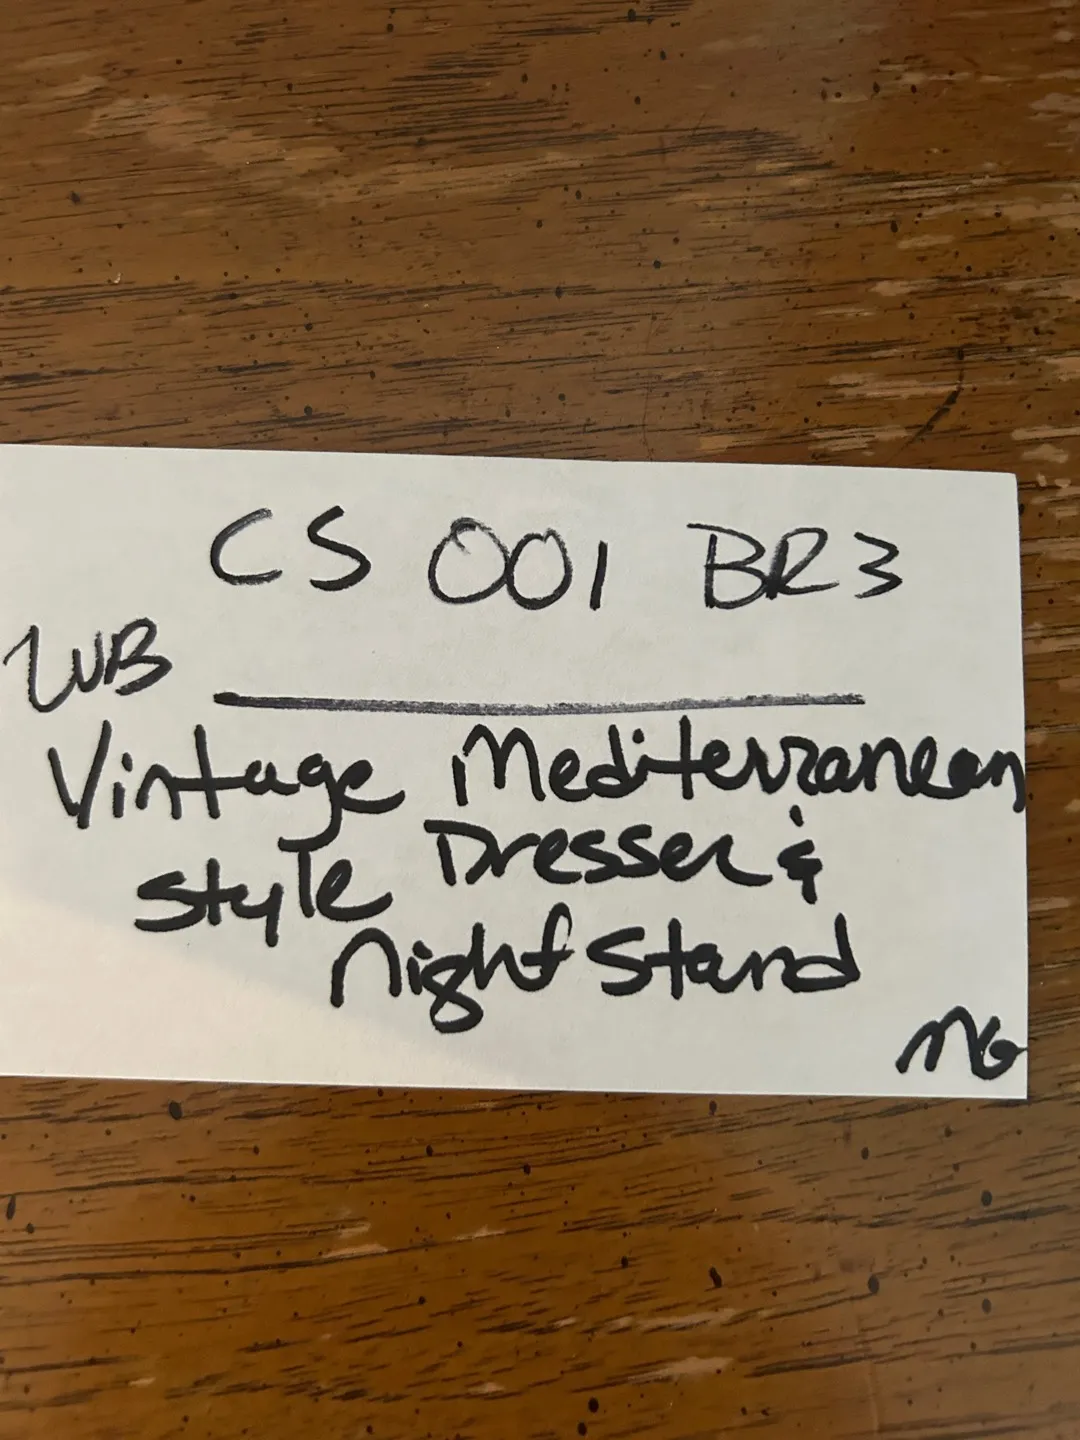 CS 001 BR3
WB
Vintage Mediterranean
Style Dresser &
Night Stand
MG